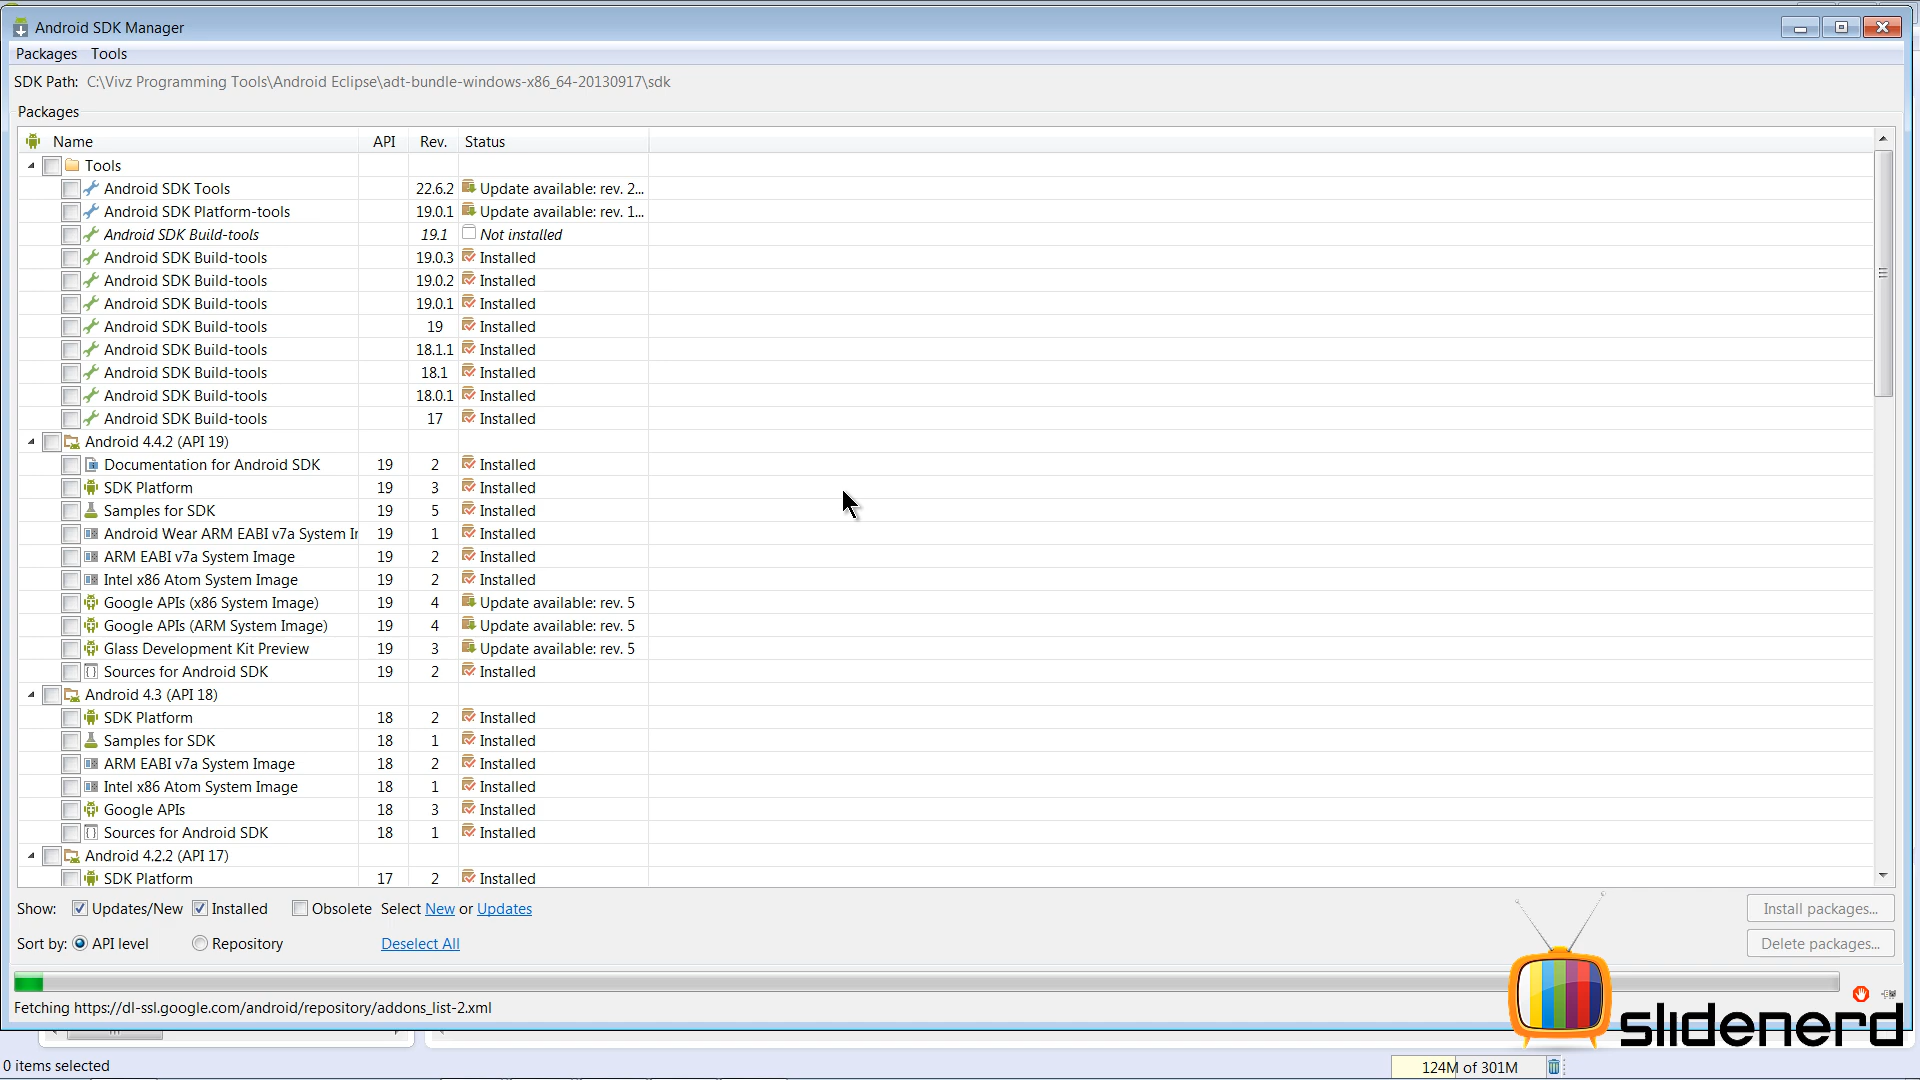 Android SDK Manager
Packages Tools
SDK Path: C:\Vivz Programming Tools\Android Eclipse\adt-bundle-windows-x86_64-20130917\sdk
Packages
Name API Rev. Status
Tools
Android SDK Tools 22.6.2 Update available: rev. 2...
Android SDK Platform-tools 19.0.1 Update available: rev. 1...
Android SDK Build-tools 19.1 Not installed
Android SDK Build-tools 19.0.3 Installed
Android SDK Build-tools 19.0.2 Installed
Android SDK Build-tools 19.0.1 Installed
Android SDK Build-tools 19 Installed
Android SDK Build-tools 18.1.1 Installed
Android SDK Build-tools 18.1 Installed
Android SDK Build-tools 18.0.1 Installed
Android SDK Build-tools 17 Installed
Android 4.4.2 (API 19)
Documentation for Android SDK 19 2 Installed
SDK Platform 19 3 Installed
Samples for SDK 19 5 Installed
Android Wear ARM EABI v7a System Ir 19 1 Installed
ARM EABI v7a System Image 19 2 Installed
Intel x86 Atom System Image 19 2 Installed
Google APIs (x86 System Image) 19 4 Update available: rev. 5
Google APIs (ARM System Image) 19 4 Update available: rev. 5
Glass Development Kit Preview 19 3 Update available: rev. 5
Sources for Android SDK 19 2 Installed
Android 4.3 (API 18)
SDK Platform 18 2 Installed
Samples for SDK 18 1 Installed
ARM EABI v7a System Image 18 2 Installed
Intel x86 Atom System Image 18 1 Installed
Google APIs 18 3 Installed
Sources for Android SDK 18 1 Installed
Android 4.2.2 (API 17)
SDK Platform 17 2 Installed
Show: Updates/New Installed Obsolete Select New or Updates Install packages...
Sort by: API level Repository Deselect All Delete packages...
Fetching https://dl-ssl.google.com/android/repository/addons_list-2.xml
slidenerd
0 items selected 124M of 301M